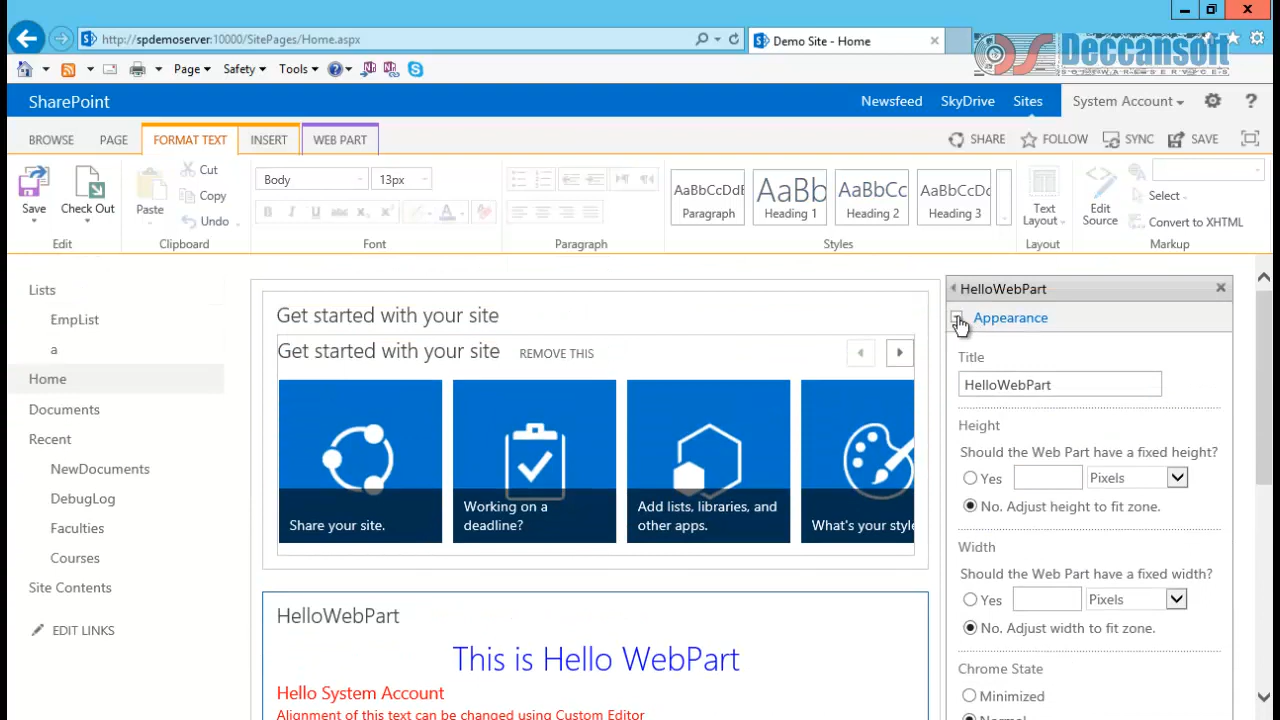 http://spdemoserver:10000/SitePages/Home.aspx
Demo Site - Home
Deccansoft
SOFTWARE SERVICES
Page
Safety
Tools
SharePoint
Newsfeed
SkyDrive
Sites
System Account
?
BROWSE
PAGE
FORMAT TEXT
INSERT
WEB PART
SHARE
FOLLOW
SYNC
SAVE
Save
Check Out
Paste
Cut
Copy
Undo
Body
13px
B I U abc x₂ x²
A
AaBbCcDdE
Paragraph
AaBb
Heading 1
AaBbCc
Heading 2
AaBbCcDc
Heading 3
Text
Layout
Edit
Source
Select
Convert to XHTML
Edit
Clipboard
Font
Paragraph
Styles
Layout
Markup
Lists
EmpList
a
Home
Documents
Recent
NewDocuments
DebugLog
Faculties
Courses
Site Contents
EDIT LINKS
Get started with your site
Get started with your site REMOVE THIS
Share your site.
Working on a
deadline?
Add lists, libraries, and
other apps.
What's your style
HelloWebPart
This is Hello WebPart
Hello System Account
Alignment of this text can be changed using Custom Editor
HelloWebPart
Appearance
Title
HelloWebPart
Height
Should the Web Part have a fixed height?
Yes Pixels
No. Adjust height to fit zone.
Width
Should the Web Part have a fixed width?
Yes Pixels
No. Adjust width to fit zone.
Chrome State
Minimized
Normal